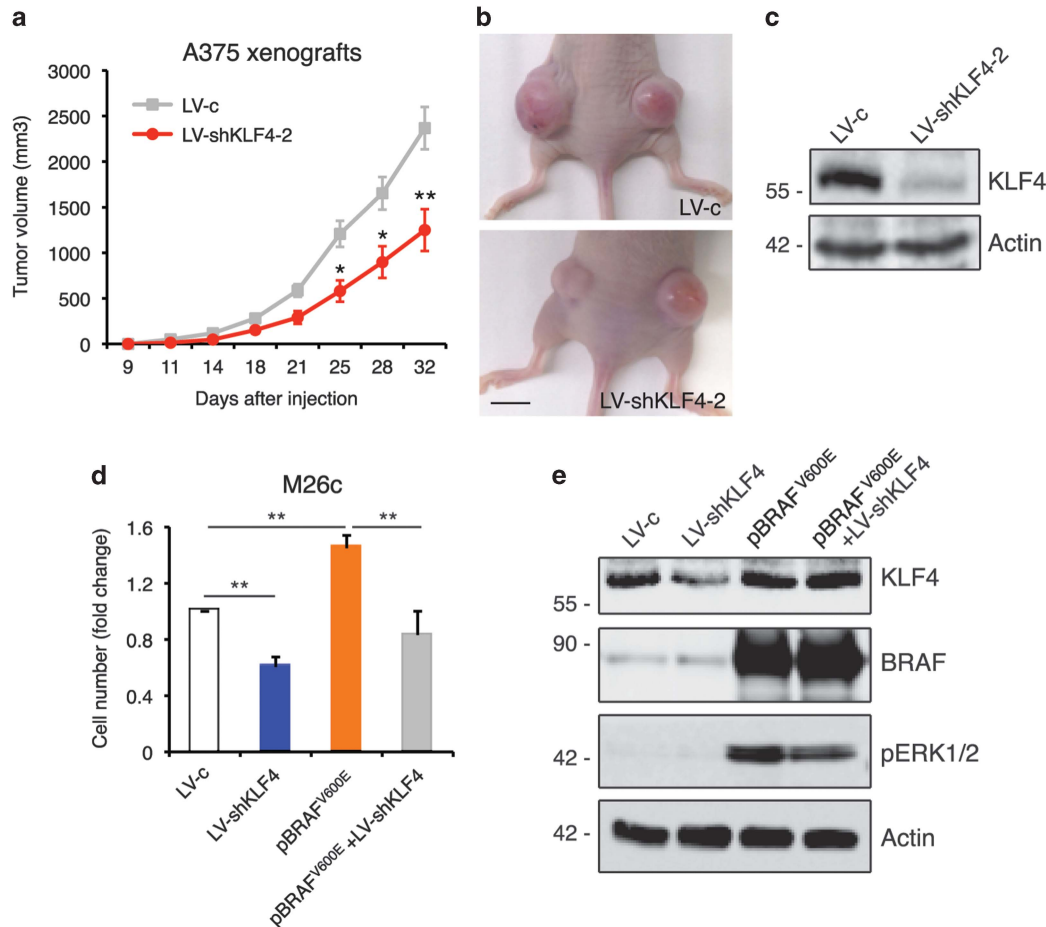 a
A375 xenografts
3000
2500
2000
1500
1000
500
0
Tumor volume (mm3)
LV-c
LV-shKLF4-2
*
*
**
9 11 14 18 21 25 28 32
Days after injection
b
LV-c
LV-shKLF4-2
c
LV-c
LV-shKLF4-2
55 -
KLF4
42 -
Actin
d
M26c
Cell number (fold change)
1.6
1.2
0.8
0.4
0
**
**
**
LV-c
LV-shKLF4
pBRAFV600E
pBRAFV600E +LV-shKLF4
e
LV-c
LV-shKLF4
pBRAFV600E
pBRAFV600E
+LV-shKLF4
55 -
KLF4
90 -
BRAF
42 -
pERK1/2
42 -
Actin